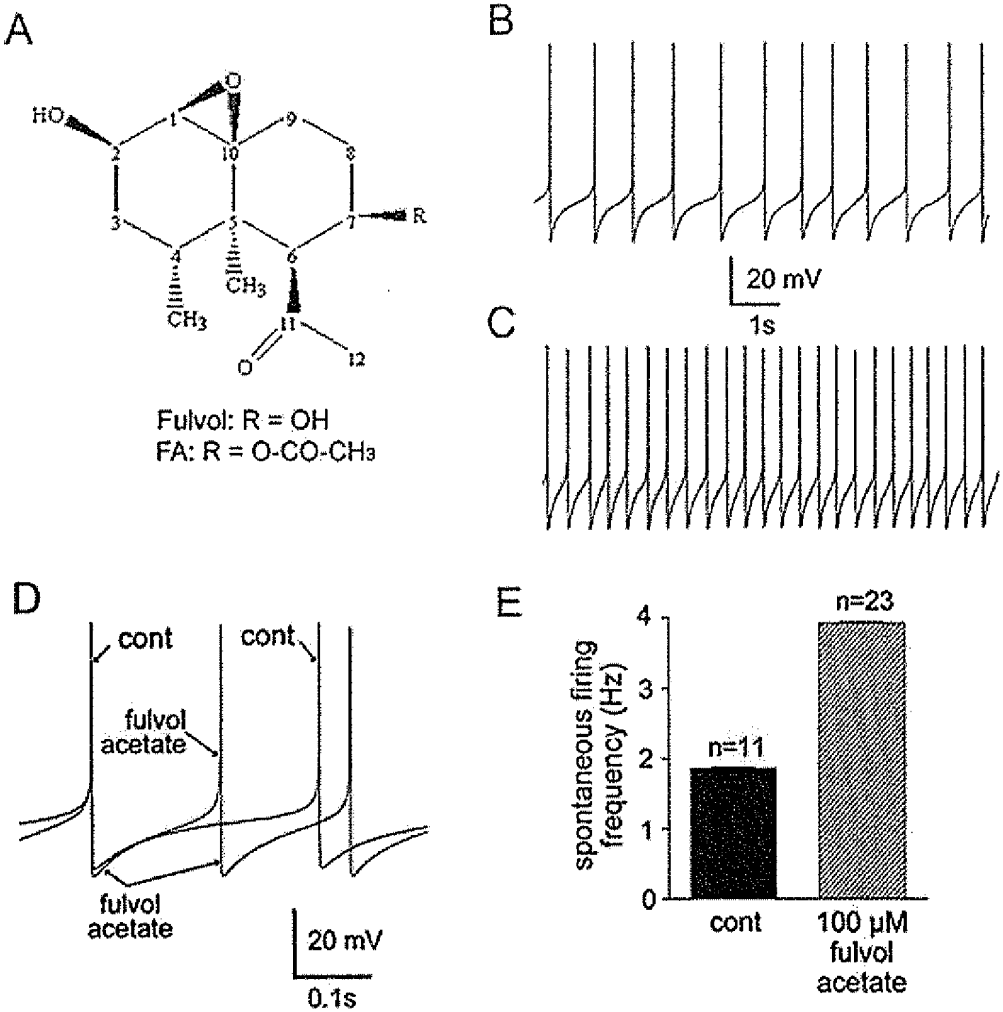 A
O
HO
1
9
2
10
8
3
5
7
R
4
6
CH3
CH3
11
O
12
Fulvol: R = OH
FA: R = O-CO-CH3
B
20 mV
1s
C
D
cont
cont
fulvol
acetate
fulvol
acetate
20 mV
0.1s
E
n=23
n=11
4
3
2
1
0
spontaneous firing
frequency (Hz)
cont
100 µM
fulvol
acetate